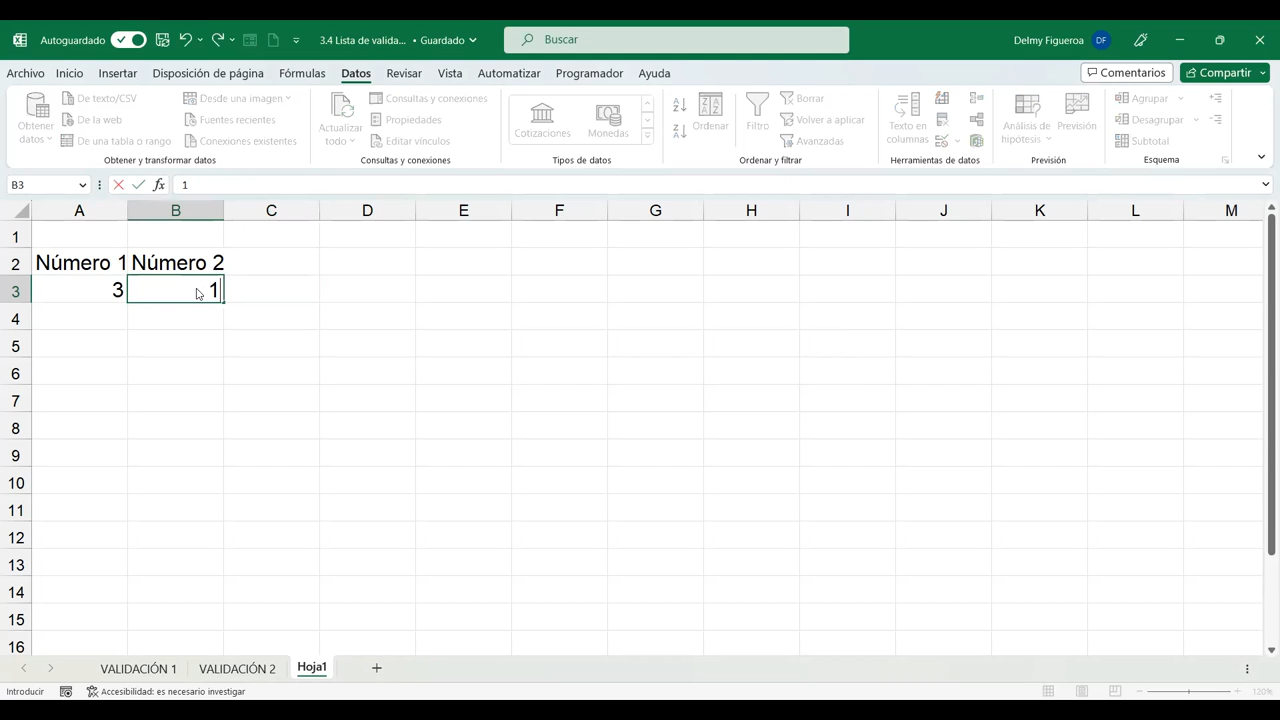 Autoguardado
3.4 Lista de valida... • Guardado
Buscar
Delmy Figueroa
DF
Archivo
Inicio
Insertar
Disposición de página
Fórmulas
Datos
Revisar
Vista
Automatizar
Programador
Ayuda
Comentarios
Compartir
Obtener datos
De texto/CSV
De la web
De una tabla o rango
Desde una imagen
Fuentes recientes
Conexiones existentes
Obtener y transformar datos
Actualizar todo
Consultas y conexiones
Propiedades
Editar vínculos
Consultas y conexiones
Cotizaciones
Monedas
Tipos de datos
Ordenar
Filtro
Borrar
Volver a aplicar
Avanzadas
Ordenar y filtrar
Texto en columnas
Herramientas de datos
Análisis de hipótesis
Previsión
Previsión
Agrupar
Desagrupar
Subtotal
Esquema
B3
fx
1
A B C D E F G H I J K L M
1
2 Número 1 Número 2
3 3 1
4
5
6
7
8
9
10
11
12
13
14
15
16
VALIDACIÓN 1
VALIDACIÓN 2
Hoja1
Introducir
Accesibilidad: es necesario investigar
120%